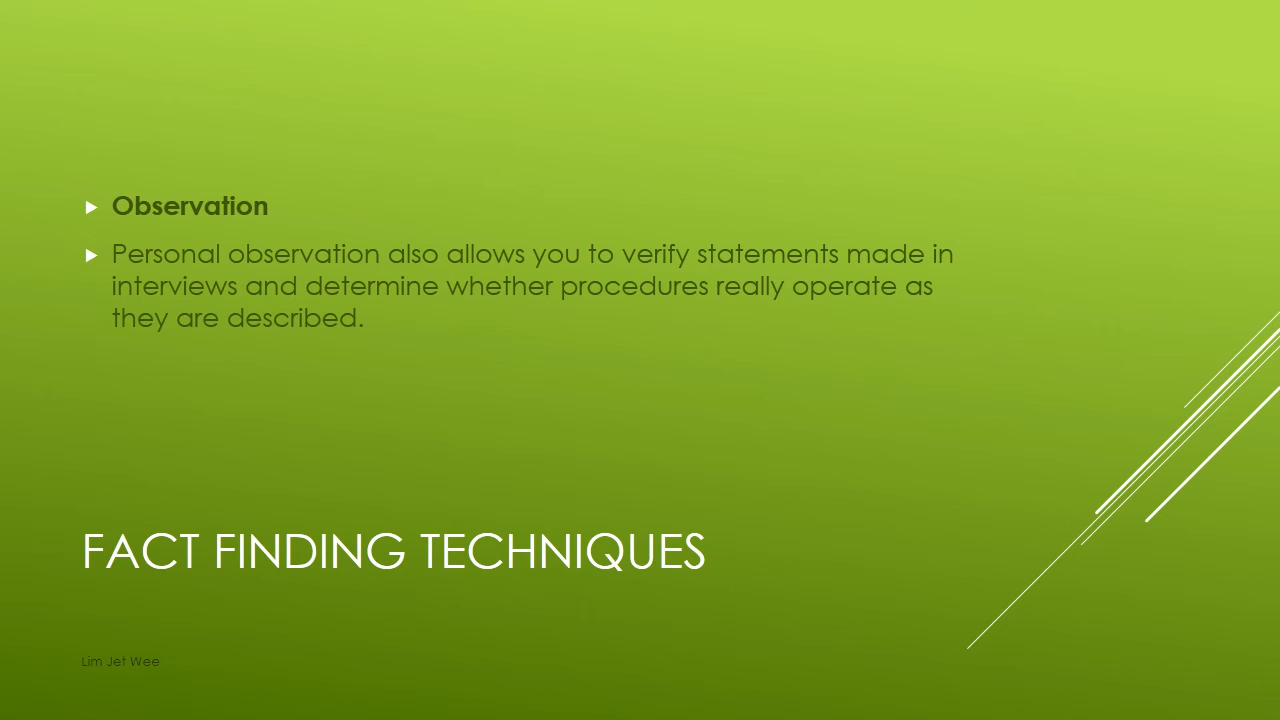 Observation
Personal observation also allows you to verify statements made in
interviews and determine whether procedures really operate as
they are described.
FACT FINDING TECHNIQUES
Lim Jet Wee